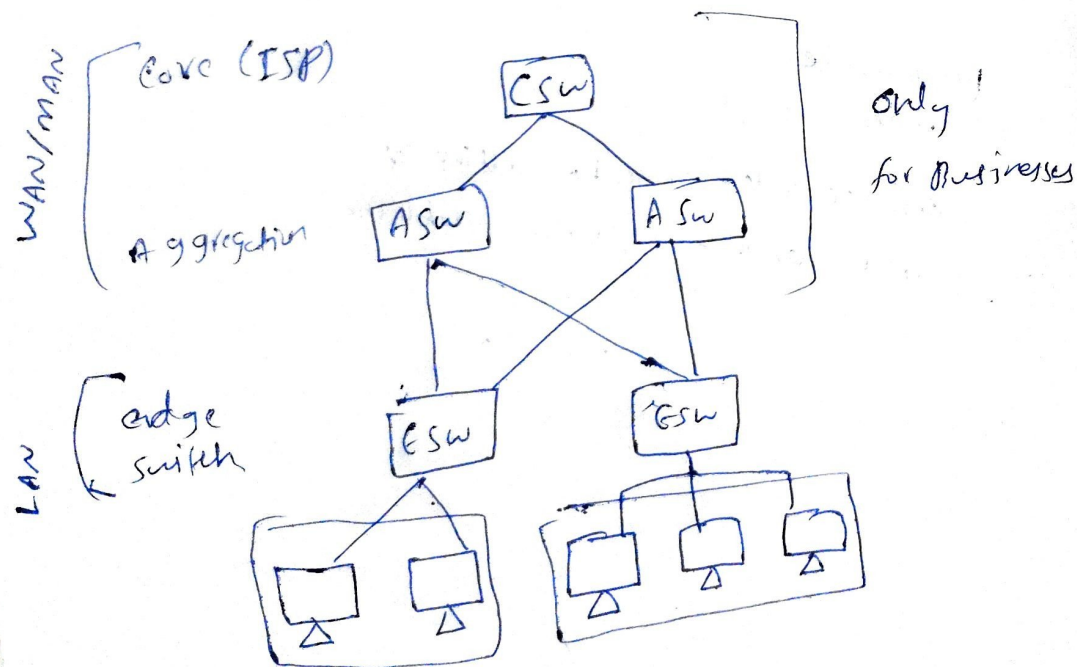 WAN/MAN
Core (ISP)
CSW
only
for Businesses
Aggregation
ASW
ASW
LAN
edge
switch
ESW
ESW